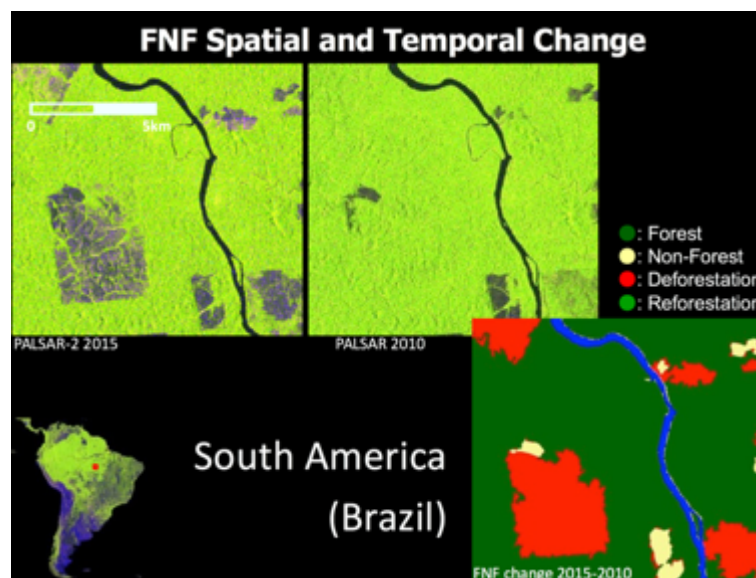 FNF Spatial and Temporal Change
0 5km
PALSAR-2 2015
PALSAR 2010
: Forest
: Non-Forest
: Deforestation
: Reforestation
South America
(Brazil)
FNF change 2015-2010